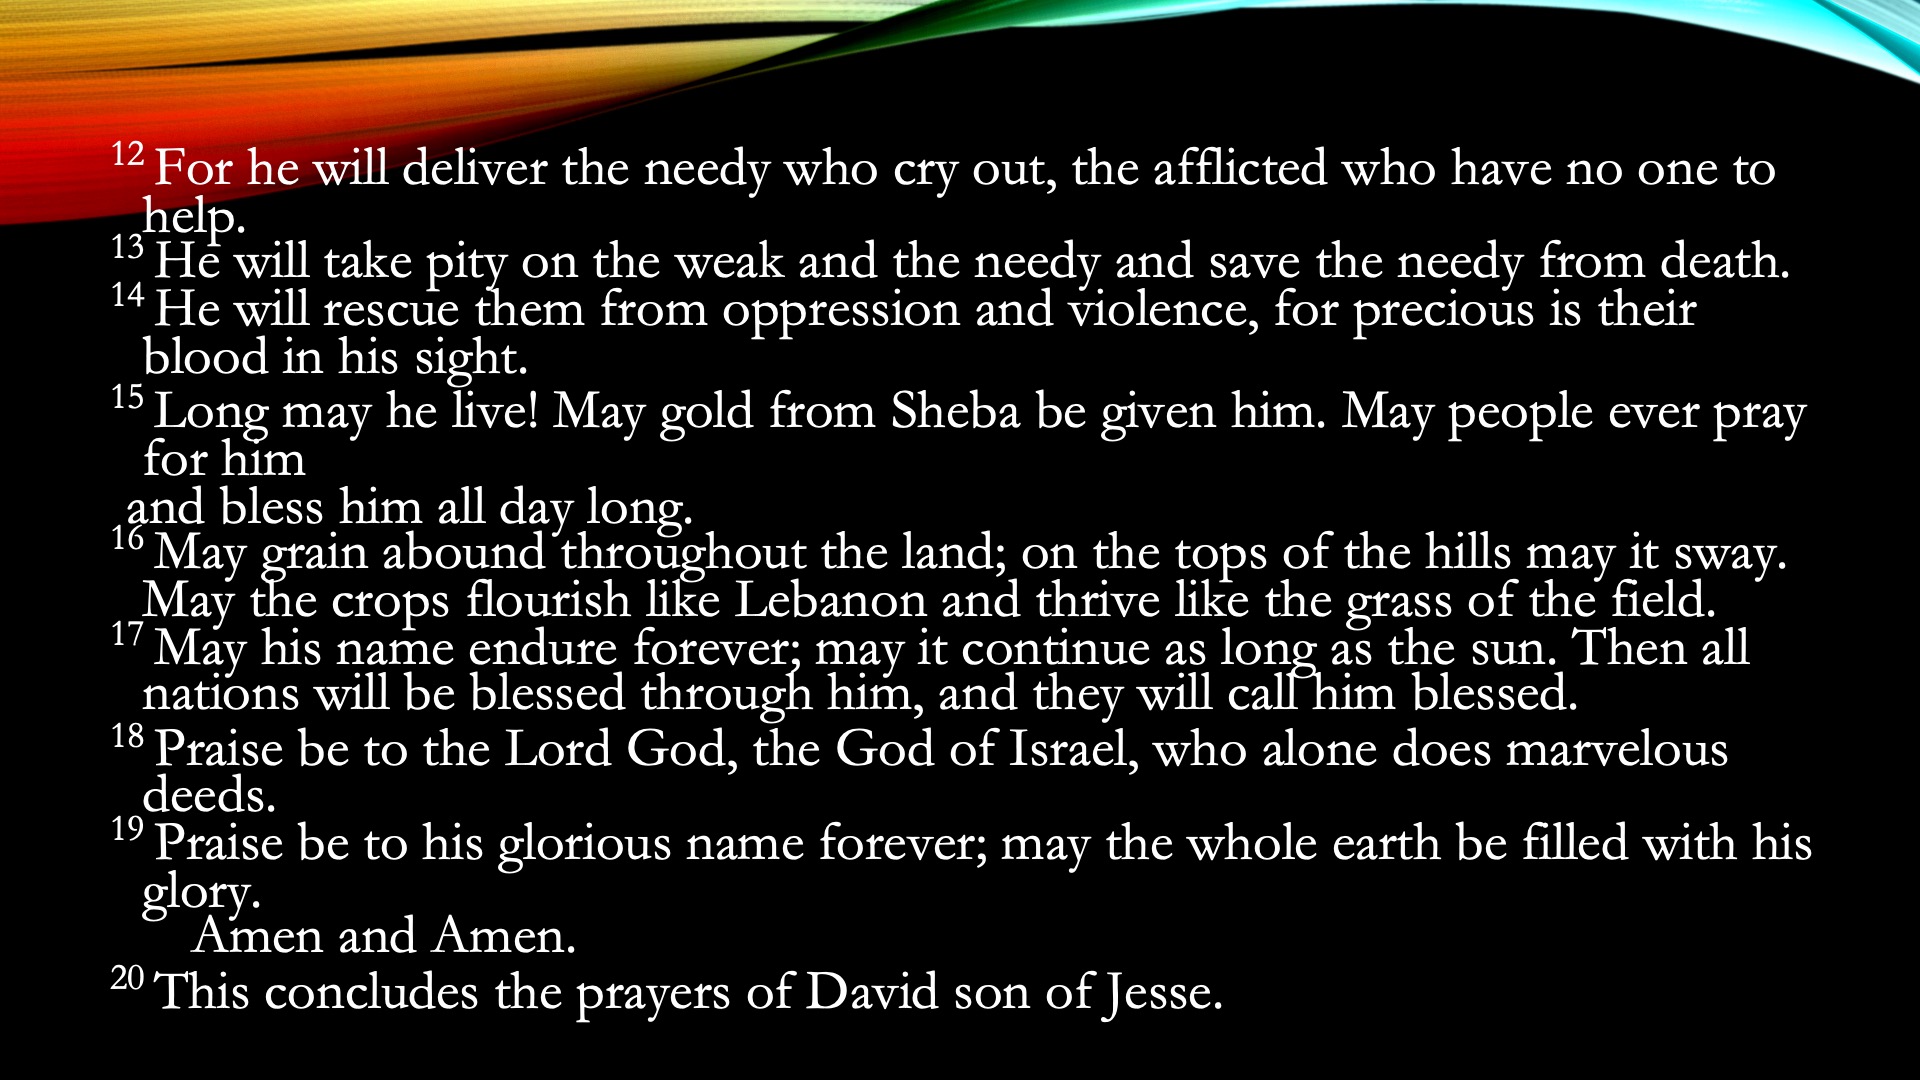 12 For he will deliver the needy who cry out, the afflicted who have no one to
help.
13 He will take pity on the weak and the needy and save the needy from death.
14 He will rescue them from oppression and violence, for precious is their
blood in his sight.
15 Long may he live! May gold from Sheba be given him. May people ever pray
for him
and bless him all day long.
16 May grain abound throughout the land; on the tops of the hills may it sway.
May the crops flourish like Lebanon and thrive like the grass of the field.
17 May his name endure forever; may it continue as long as the sun. Then all
nations will be blessed through him, and they will call him blessed.
18 Praise be to the Lord God, the God of Israel, who alone does marvelous
deeds.
19 Praise be to his glorious name forever; may the whole earth be filled with his
glory.
Amen and Amen.
20 This concludes the prayers of David son of Jesse.